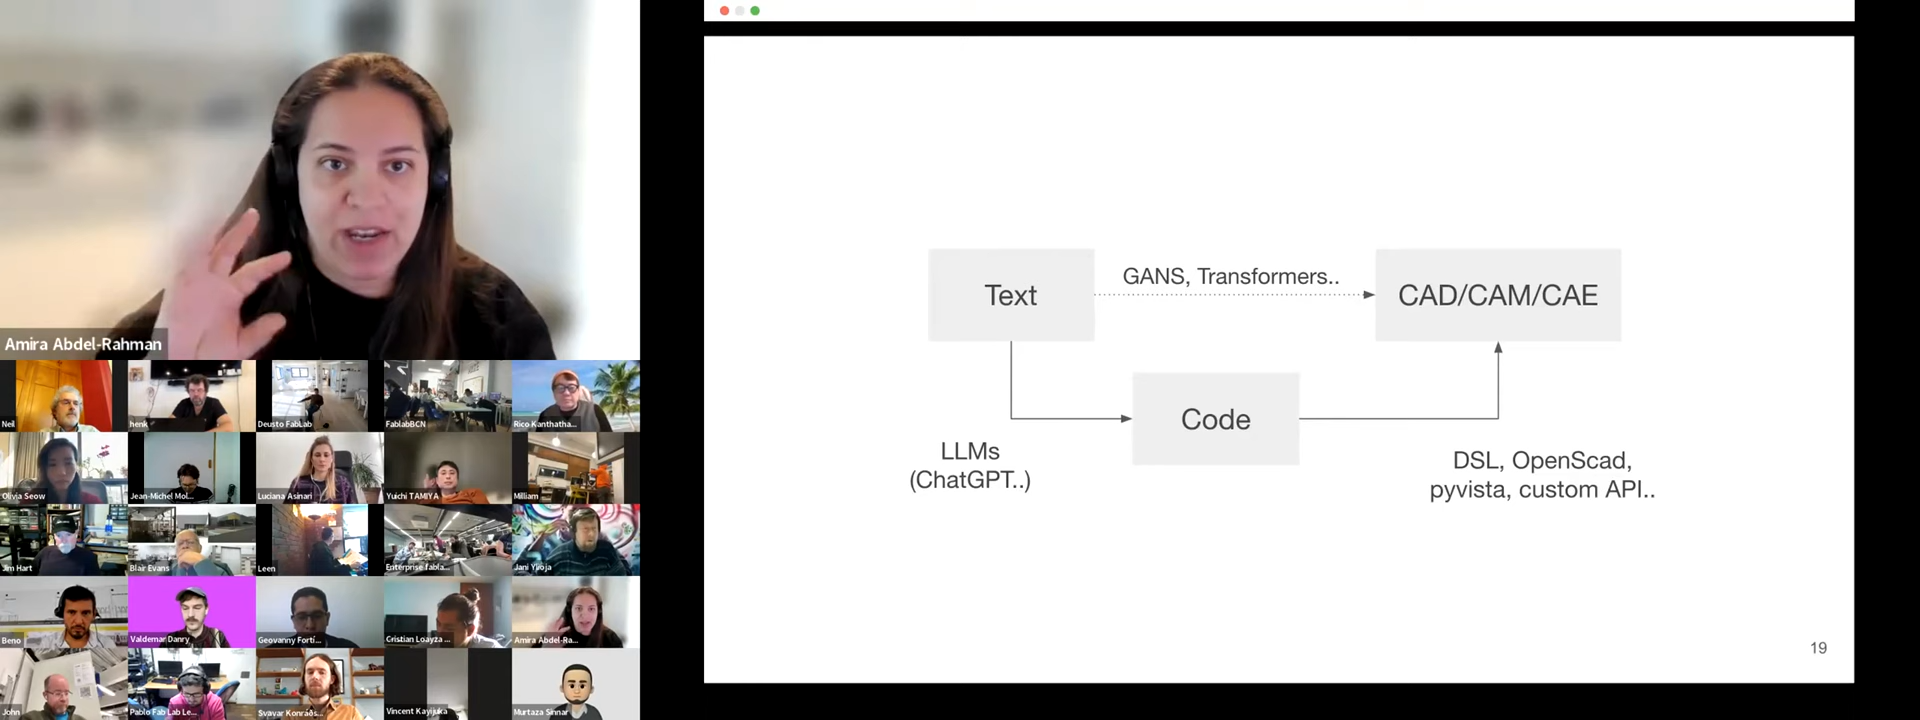 Amira Abdel-Rahman
Neil
henk
Deusto FabLab
FablabBCN
Rico Kanthatha...
Olivia Seow
Jean-Michel Mol...
Luciana Asinari
Yuichi TAMIYA
Milliam
Jim Hart
Blair Evans
Leen
Enterprise fabla...
Jani Ylioja
Beno
Valdemar Danry
Geovanny Forti...
Cristian Loayza ...
Amira Abdel-Ra...
John
Pablo Fab Lab Le...
Svavar Konráðs...
Vincent Kayijuka
Murtaza Sinnar
Text
GANS, Transformers..
CAD/CAM/CAE
Code
LLMs
(ChatGPT..)
DSL, OpenScad,
pyvista, custom API..
19